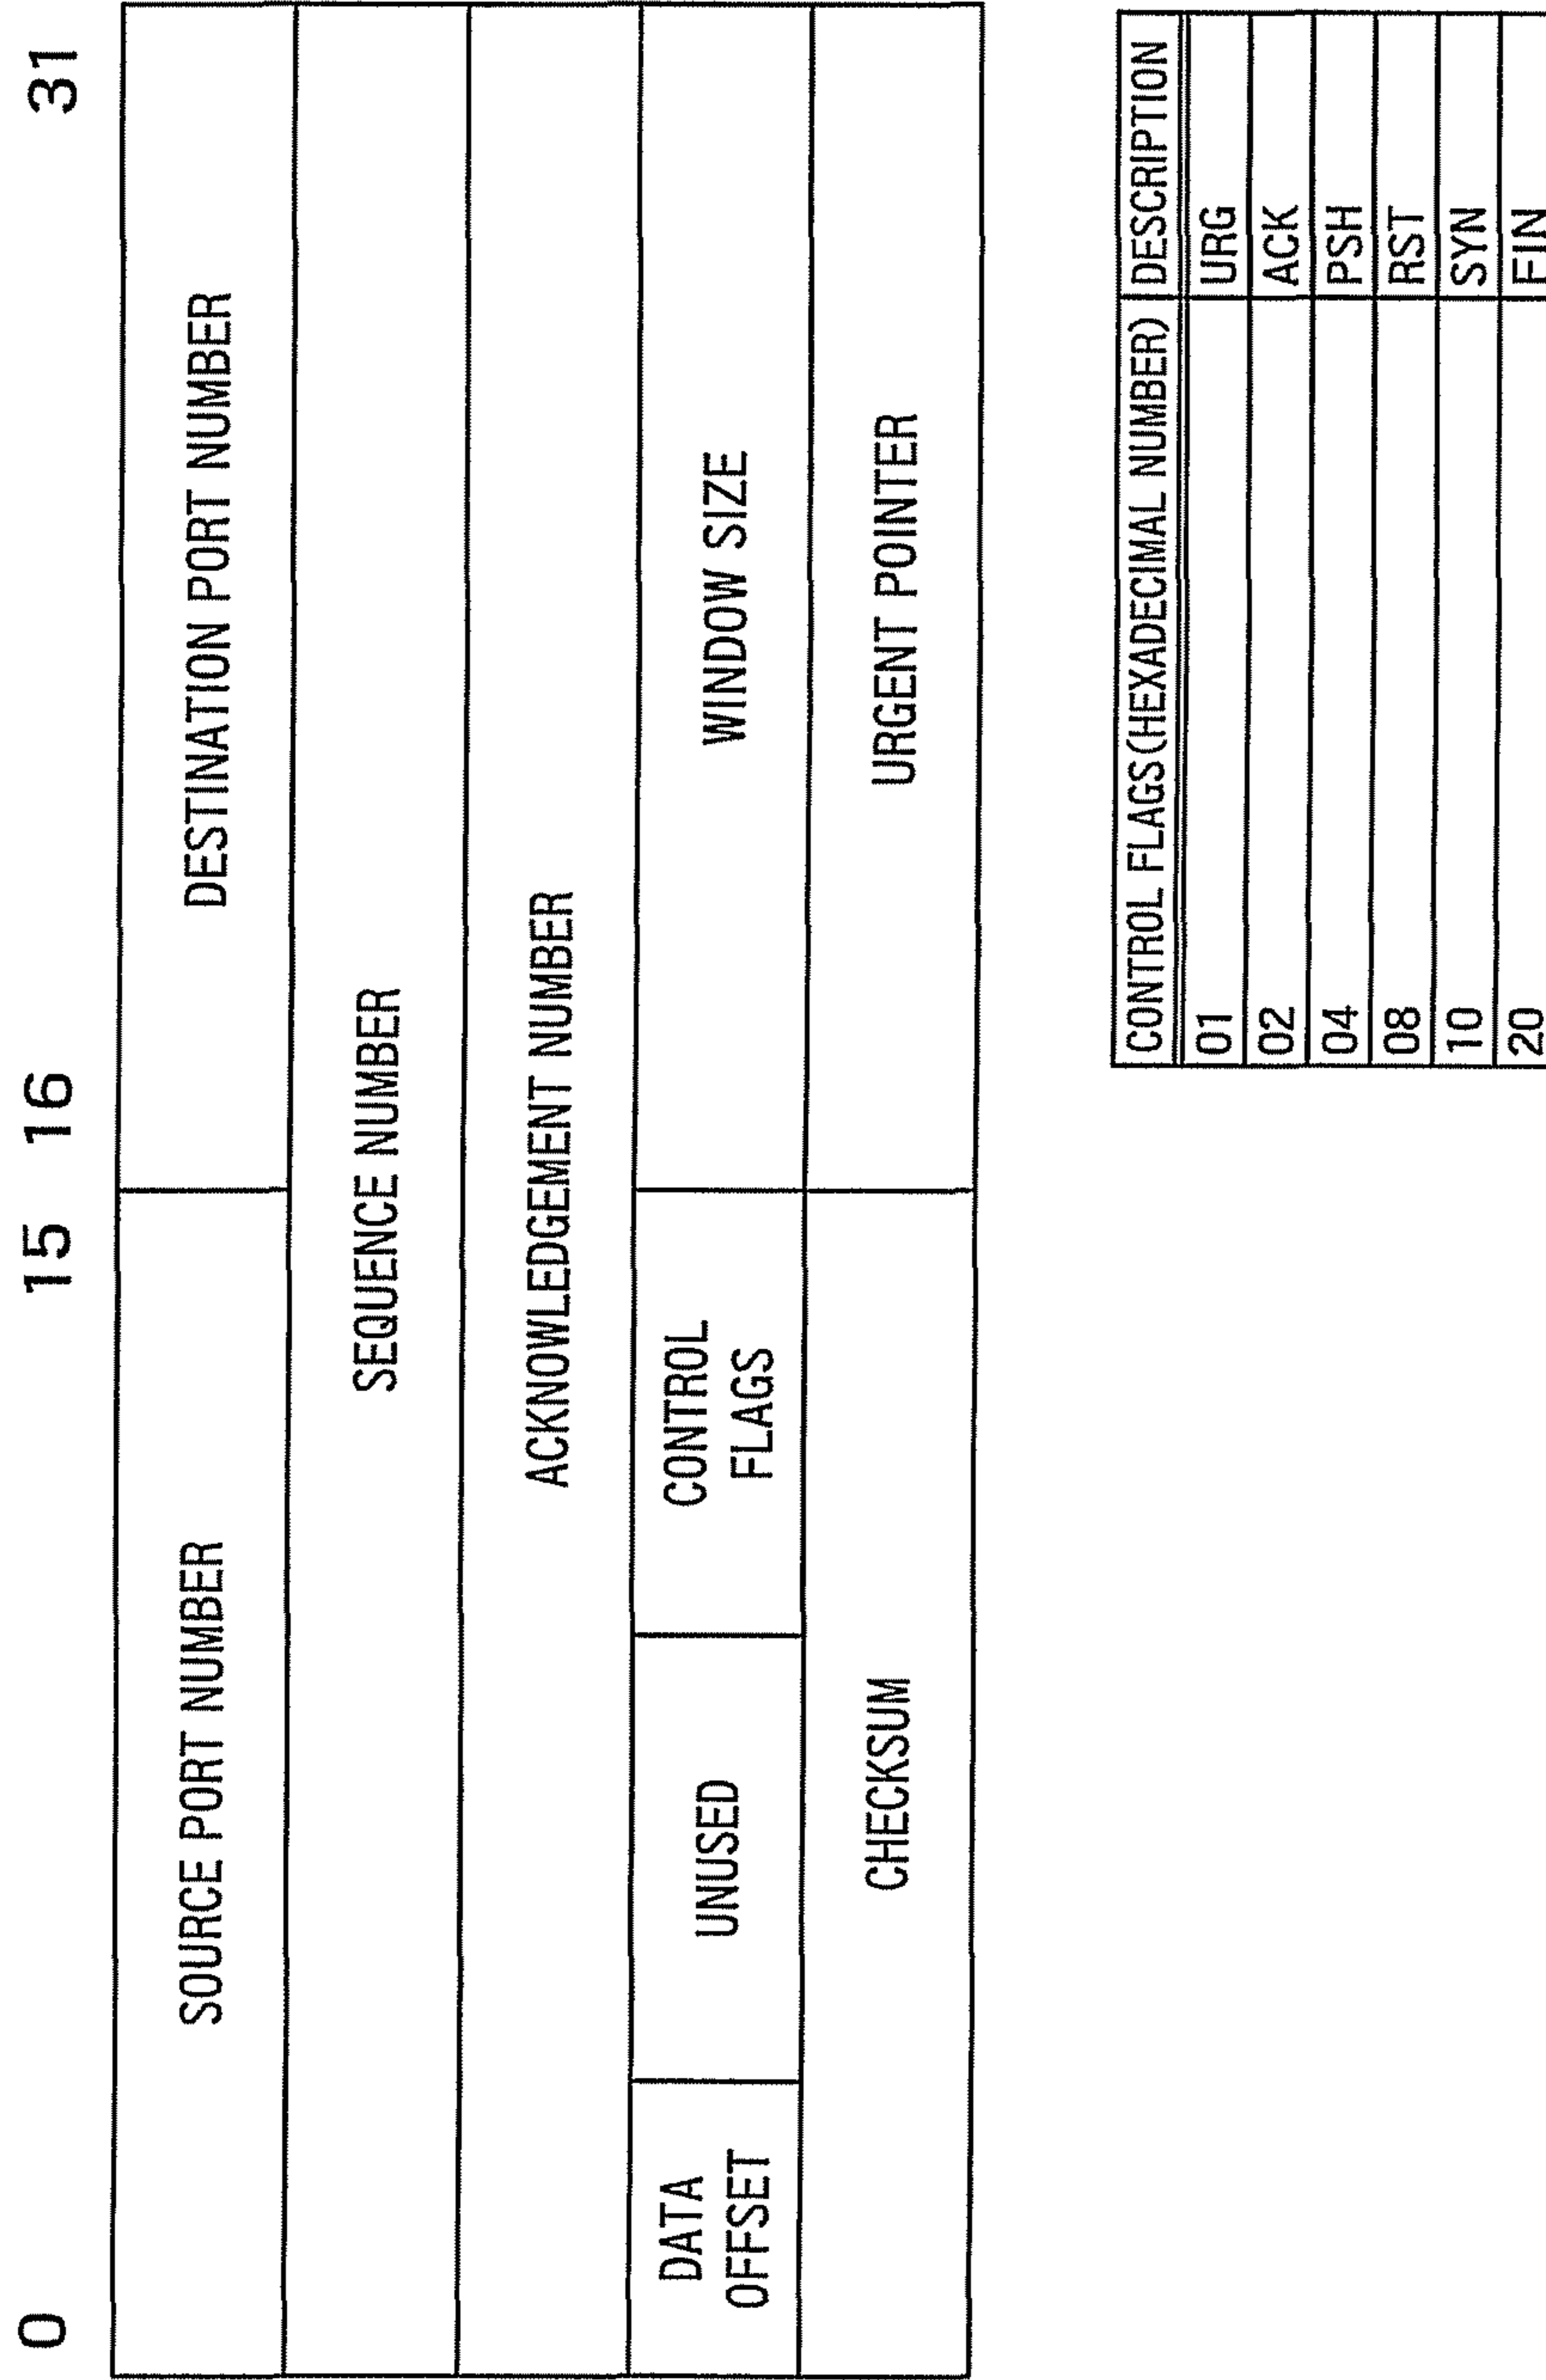 0 15 16 31
SOURCE PORT NUMBER DESTINATION PORT NUMBER
SEQUENCE NUMBER
ACKNOWLEDGEMENT NUMBER
DATA OFFSET UNUSED CONTROL FLAGS WINDOW SIZE
CHECKSUM URGENT POINTER
CONTROL FLAGS(HEXADECIMAL NUMBER) DESCRIPTION
01 URG
02 ACK
04 PSH
08 RST
10 SYN
20 FIN